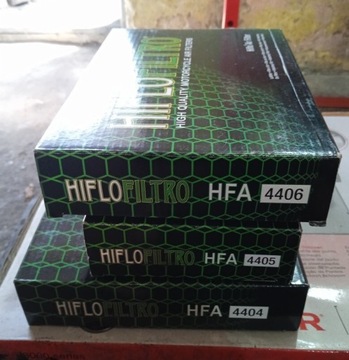 HIFLOFILTRO
HIGH QUALITY MOTORCYCLE AIR FILTERS
HIFLOFILTRO HFA 4406
HIFLOFILTRO HFA 4405
HIFLOFILTRO HFA 4404
R